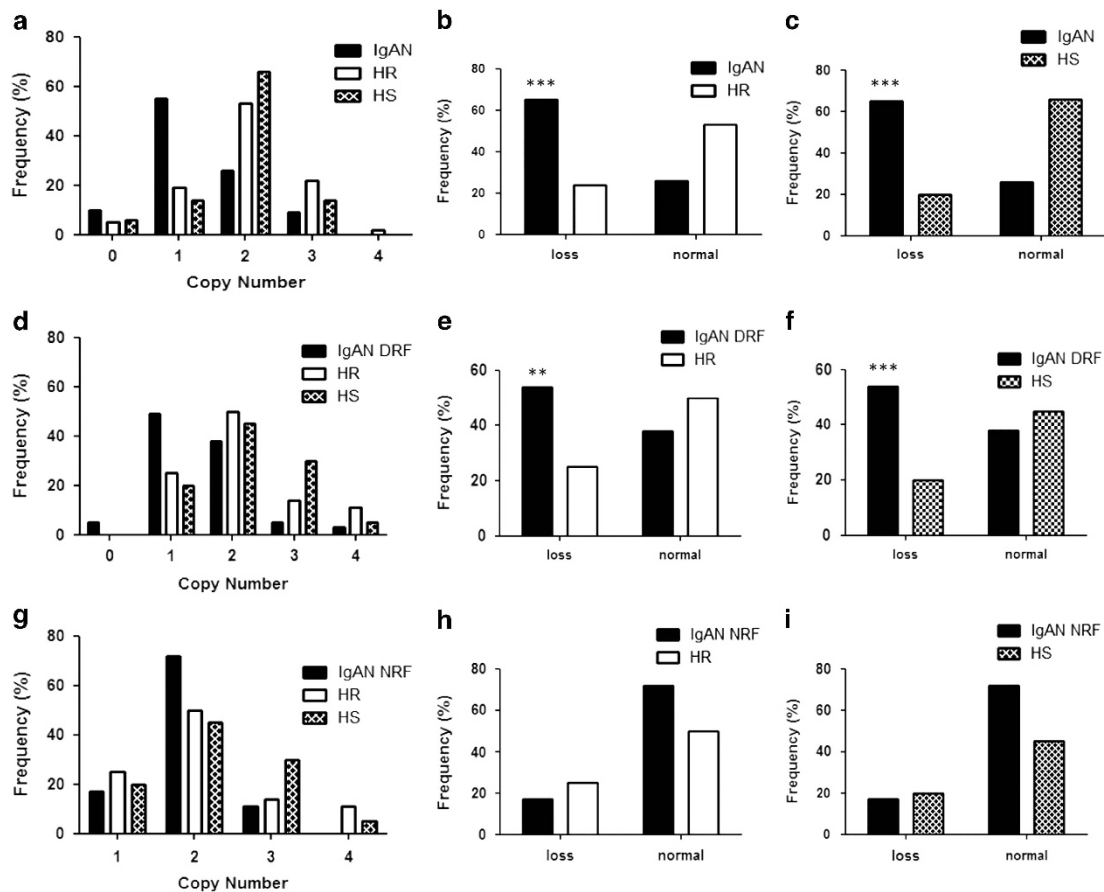 a
IgAN
HR
HS
Frequency (%)
80
60
40
20
0
0 1 2 3 4
Copy Number
b
IgAN
HR
Frequency (%)
80
60
40
20
0
***
loss normal
c
IgAN
HS
Frequency (%)
80
60
40
20
0
***
loss normal
d
IgAN DRF
HR
HS
Frequency (%)
80
60
40
20
0
0 1 2 3 4
Copy Number
e
IgAN DRF
HR
Frequency (%)
60
40
20
0
**
loss normal
f
IgAN DRF
HS
Frequency (%)
60
40
20
0
***
loss normal
g
IgAN NRF
HR
HS
Frequency (%)
80
60
40
20
0
1 2 3 4
Copy Number
h
IgAN NRF
HR
Frequency (%)
80
60
40
20
0
loss normal
i
IgAN NRF
HS
Frequency (%)
80
60
40
20
0
loss normal